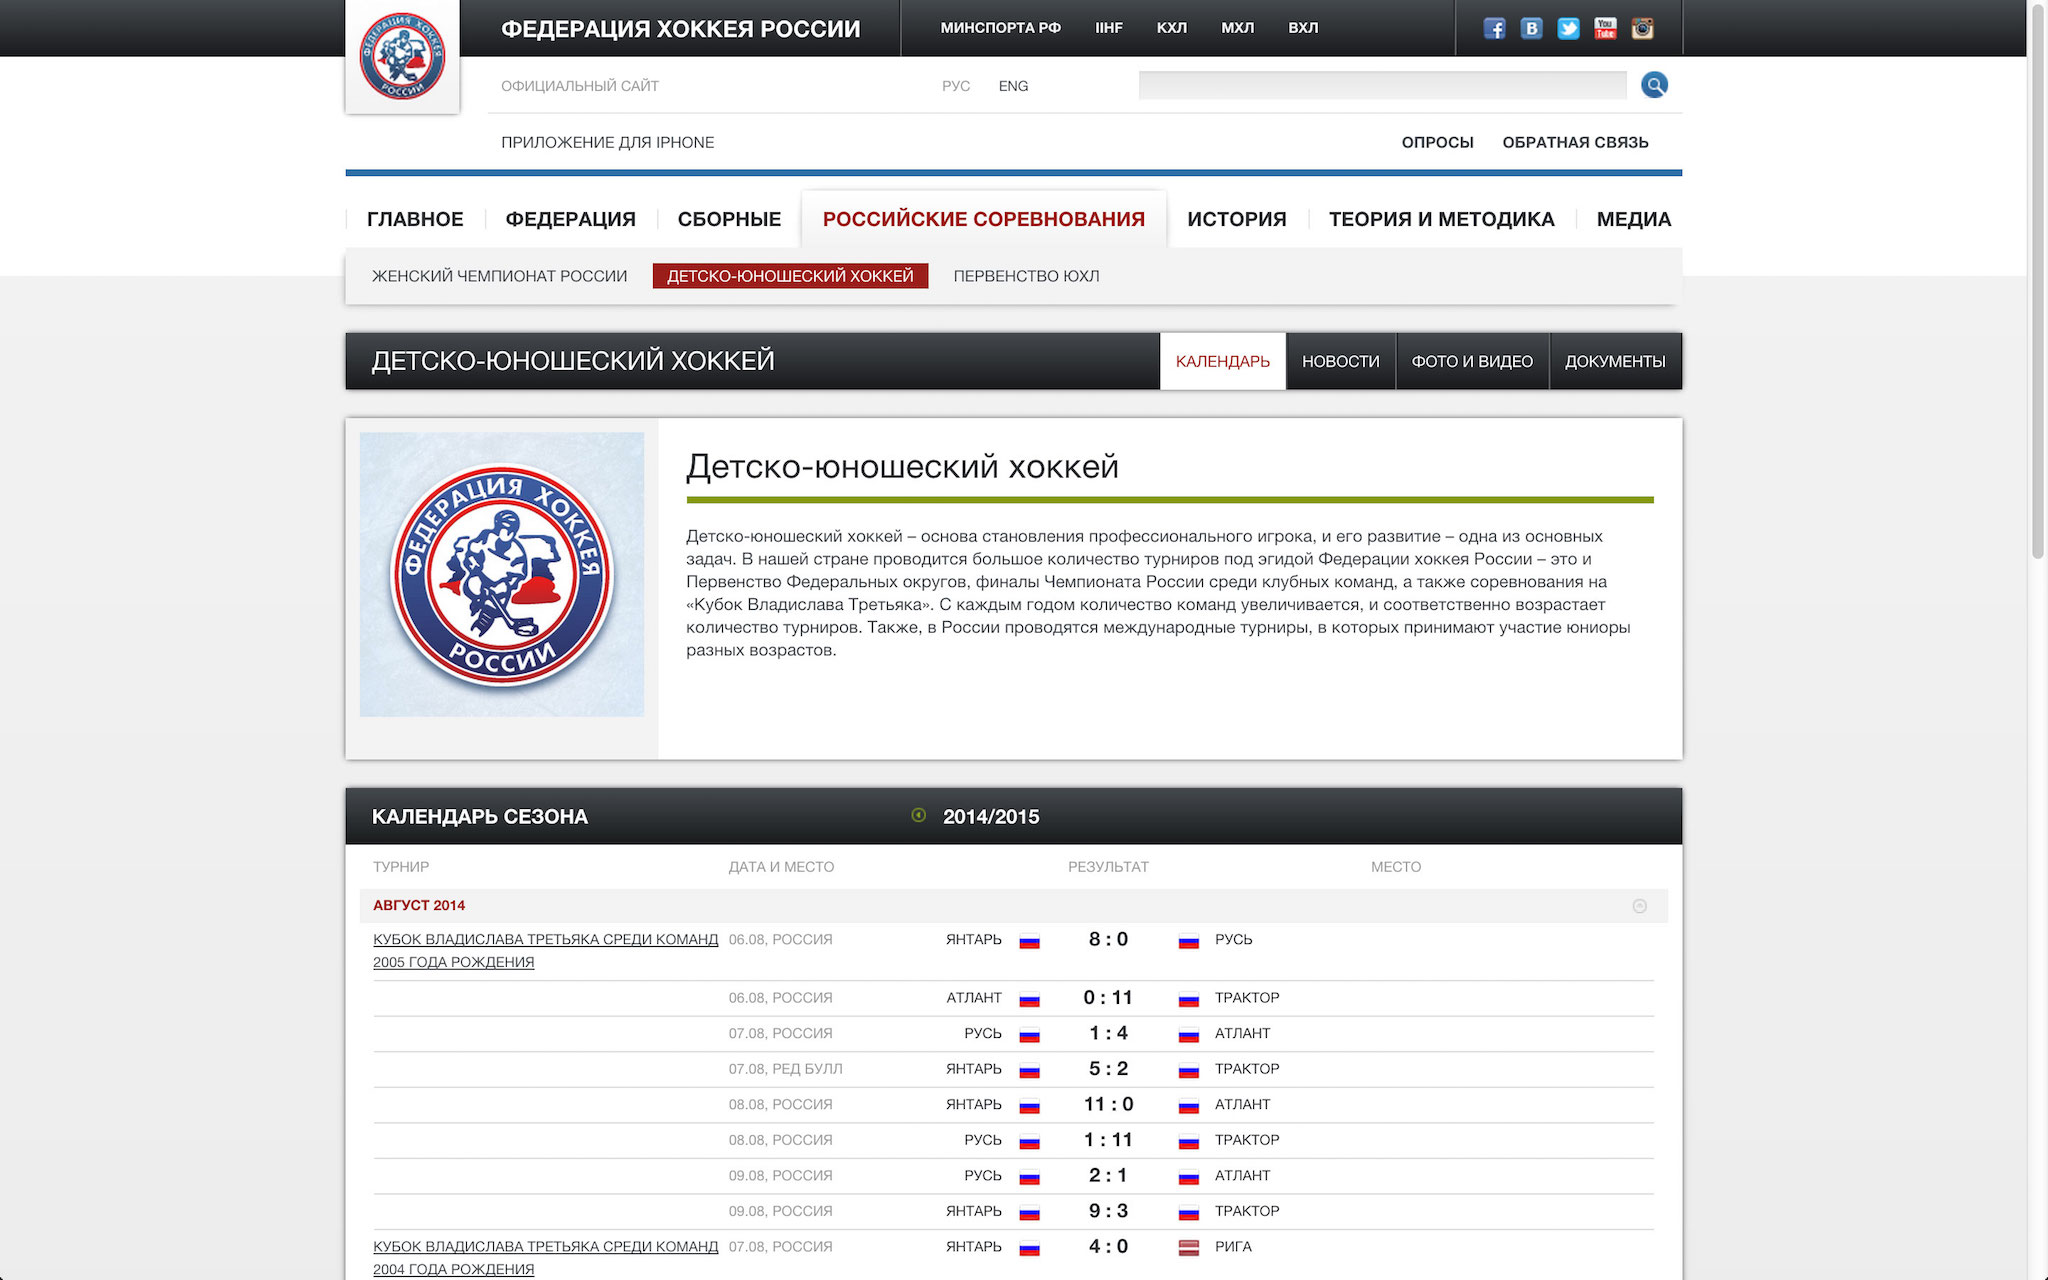 ФЕДЕРАЦИЯ ХОККЕЯ РОССИИ
ФЕДЕРАЦИЯ ХОККЕЯ РОССИИ
МИНСПОРТА РФ IIHF КХЛ МХЛ ВХЛ
You Tube
ОФИЦИАЛЬНЫЙ САЙТ
РУС ENG
ПРИЛОЖЕНИЕ ДЛЯ IPHONE
ОПРОСЫ ОБРАТНАЯ СВЯЗЬ
ГЛАВНОЕ ФЕДЕРАЦИЯ СБОРНЫЕ РОССИЙСКИЕ СОРЕВНОВАНИЯ ИСТОРИЯ ТЕОРИЯ И МЕТОДИКА МЕДИА
ЖЕНСКИЙ ЧЕМПИОНАТ РОССИИ ДЕТСКО-ЮНОШЕСКИЙ ХОККЕЙ ПЕРВЕНСТВО ЮХЛ
ДЕТСКО-ЮНОШЕСКИЙ ХОККЕЙ
КАЛЕНДАРЬ НОВОСТИ ФОТО И ВИДЕО ДОКУМЕНТЫ
ФЕДЕРАЦИЯ ХОККЕЯ
РОССИИ
Детско-юношеский хоккей
Детско-юношеский хоккей – основа становления профессионального игрока, и его развитие – одна из основных
задач. В нашей стране проводится большое количество турниров под эгидой Федерации хоккея России – это и
Первенство Федеральных округов, финалы Чемпионата России среди клубных команд, а также соревнования на
«Кубок Владислава Третьяка». С каждым годом количество команд увеличивается, и соответственно возрастает
количество турниров. Также, в России проводятся международные турниры, в которых принимают участие юниоры
разных возрастов.
КАЛЕНДАРЬ СЕЗОНА 2014/2015
ТУРНИР ДАТА И МЕСТО РЕЗУЛЬТАТ МЕСТО
АВГУСТ 2014
КУБОК ВЛАДИСЛАВА ТРЕТЬЯКА СРЕДИ КОМАНД 06.08, РОССИЯ ЯНТАРЬ 8 : 0 РУСЬ
2005 ГОДА РОЖДЕНИЯ
06.08, РОССИЯ АТЛАНТ 0 : 11 ТРАКТОР
07.08, РОССИЯ РУСЬ 1 : 4 АТЛАНТ
07.08, РЕД БУЛЛ ЯНТАРЬ 5 : 2 ТРАКТОР
08.08, РОССИЯ ЯНТАРЬ 11 : 0 АТЛАНТ
08.08, РОССИЯ РУСЬ 1 : 11 ТРАКТОР
09.08, РОССИЯ РУСЬ 2 : 1 АТЛАНТ
09.08, РОССИЯ ЯНТАРЬ 9 : 3 ТРАКТОР
КУБОК ВЛАДИСЛАВА ТРЕТЬЯКА СРЕДИ КОМАНД 07.08, РОССИЯ ЯНТАРЬ 4 : 0 РИГА
2004 ГОДА РОЖДЕНИЯ